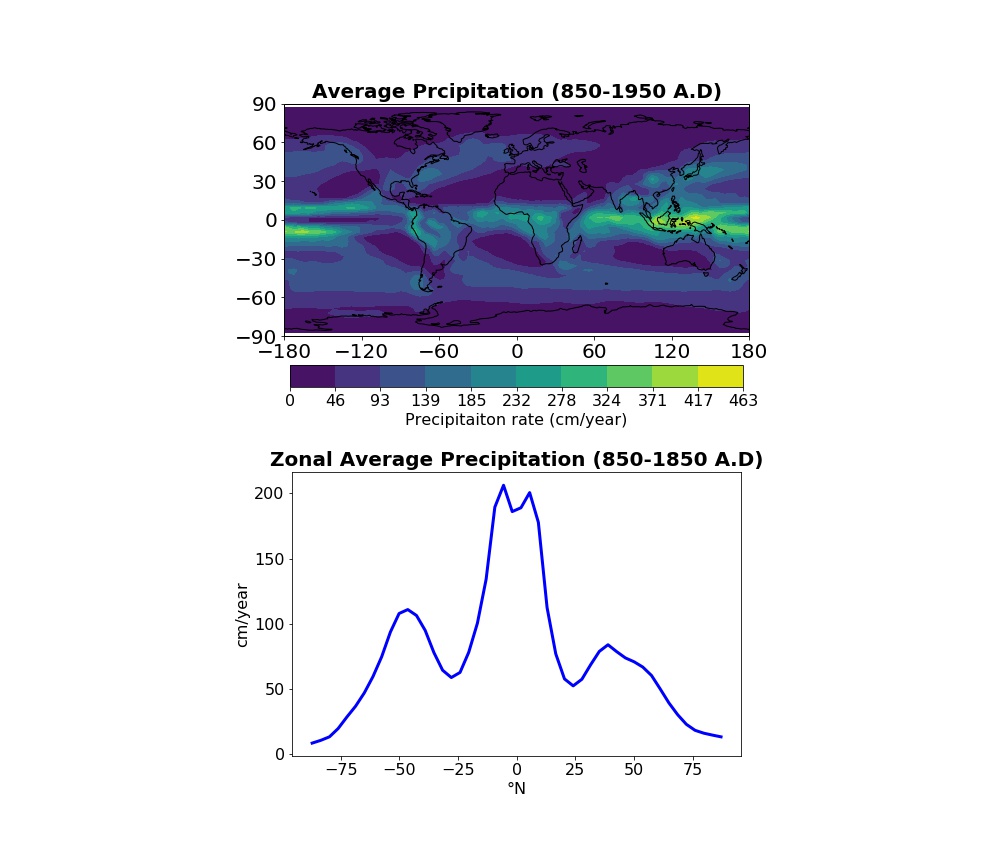 Average Prcipitation (850-1950 A.D)
90
60
30
0
−30
−60
−90
−180 −120 −60 0 60 120 180
0 46 93 139 185 232 278 324 371 417 463
Precipitaiton rate (cm/year)
Zonal Average Precipitation (850-1850 A.D)
200
150
100
50
0
cm/year
−75 −50 −25 0 25 50 75
°N